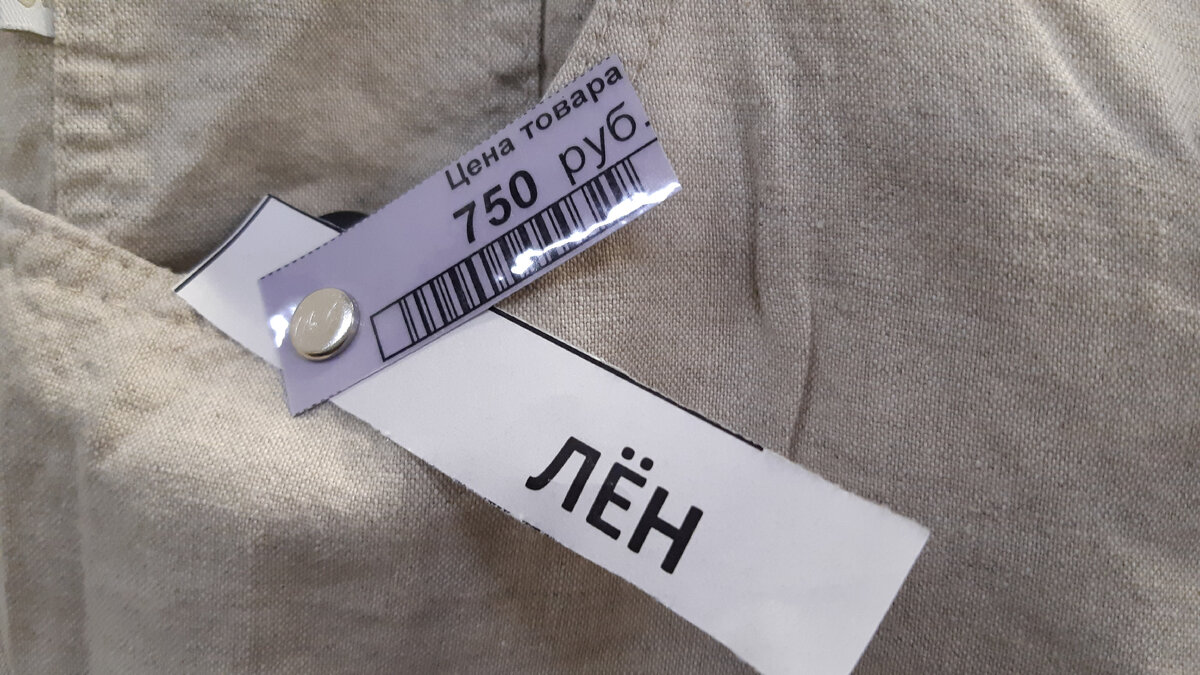 Цена товара
750 руб.
ЛЁН